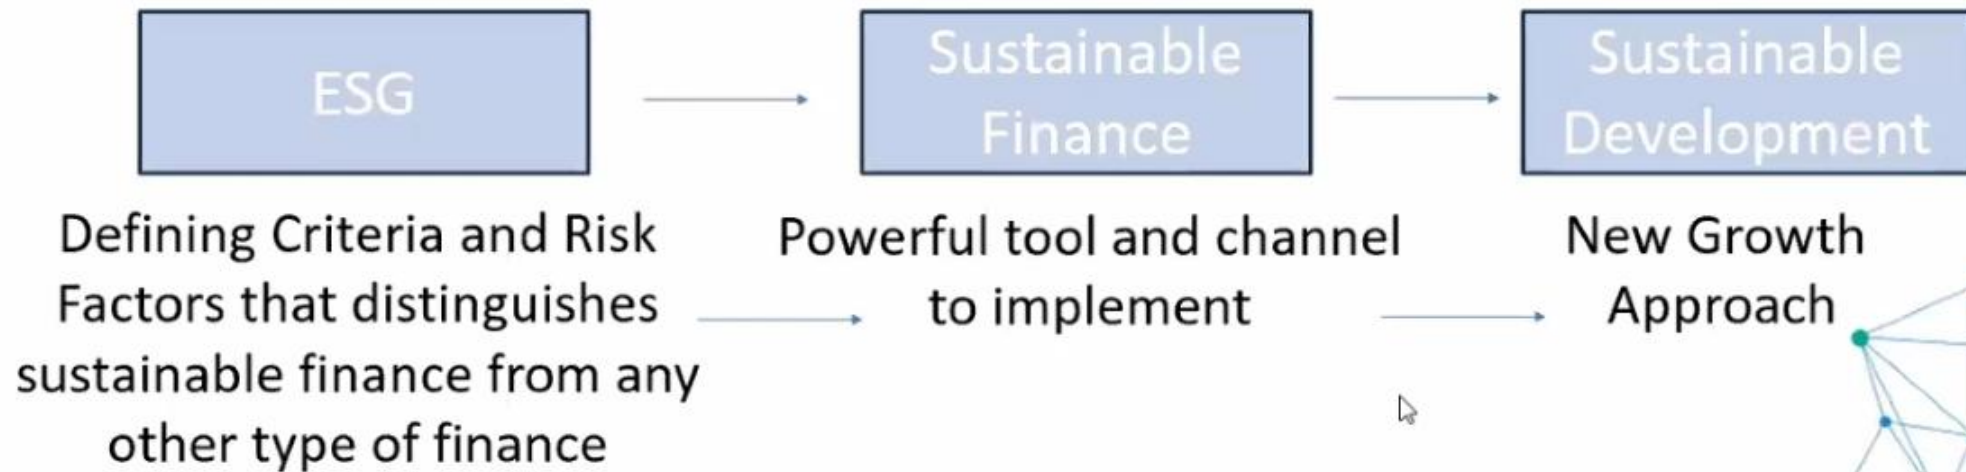 ESG
Sustainable
Finance
Sustainable
Development
Defining Criteria and Risk
Factors that distinguishes
sustainable finance from any
other type of finance
Powerful tool and channel
to implement
New Growth
Approach